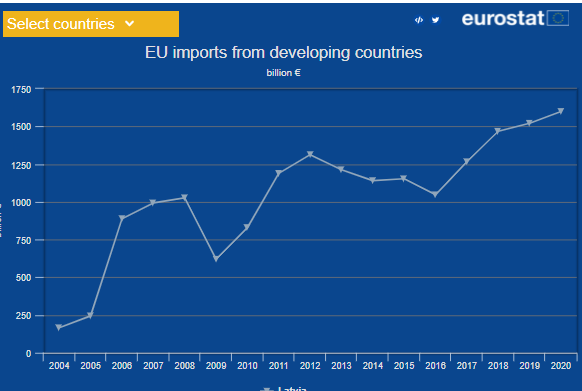 Select countries
eurostat
EU imports from developing countries
billion €
1750
1500
1250
1000
750
500
250
0
2004 2005 2006 2007 2008 2009 2010 2011 2012 2013 2014 2015 2016 2017 2018 2019 2020
Latvia